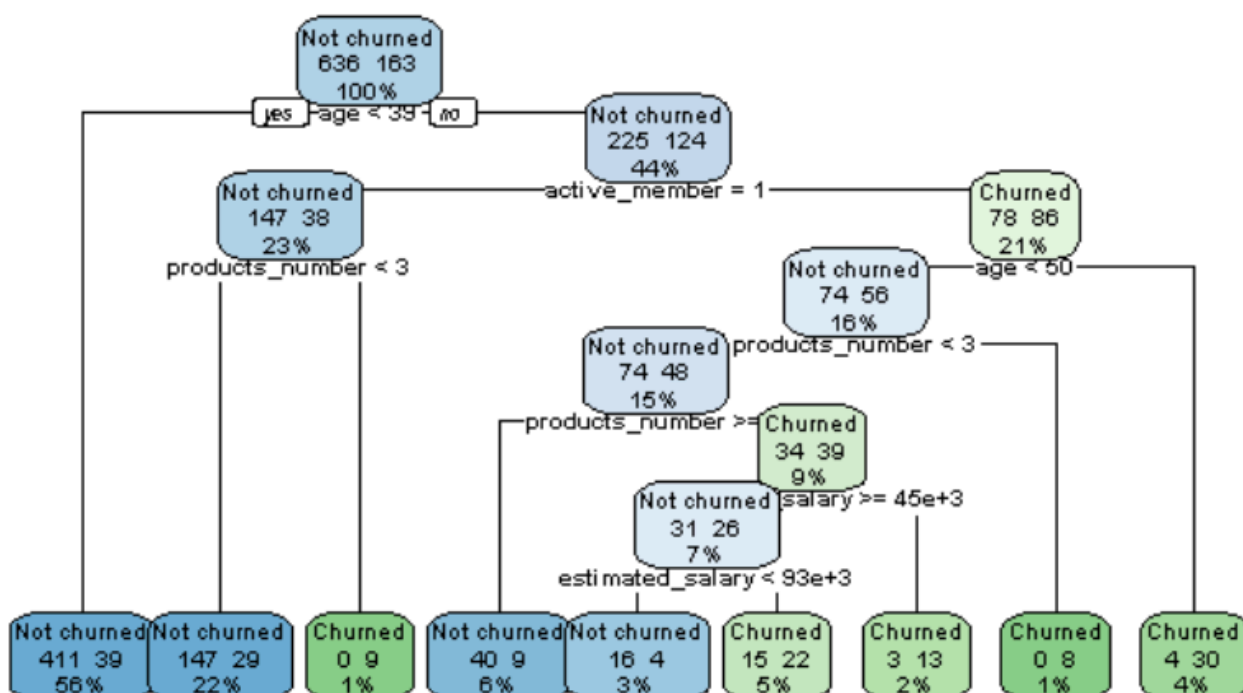 Not churned
636 163
100%
yes age < 39 no
Not churned
225 124
44%
active_member = 1
Not churned
147 38
23%
products_number < 3
Churned
78 86
21%
age < 50
Not churned
74 56
16%
products_number < 3
Not churned
74 48
15%
products_number >=
Churned
34 39
9%
_salary >= 45e+3
Not churned
31 26
7%
estimated_salary < 93e+3
Not churned
411 39
56%
Not churned
147 29
22%
Churned
0 9
1%
Not churned
40 9
6%
Not churned
16 4
3%
Churned
15 22
5%
Churned
3 13
2%
Churned
0 8
1%
Churned
4 30
4%